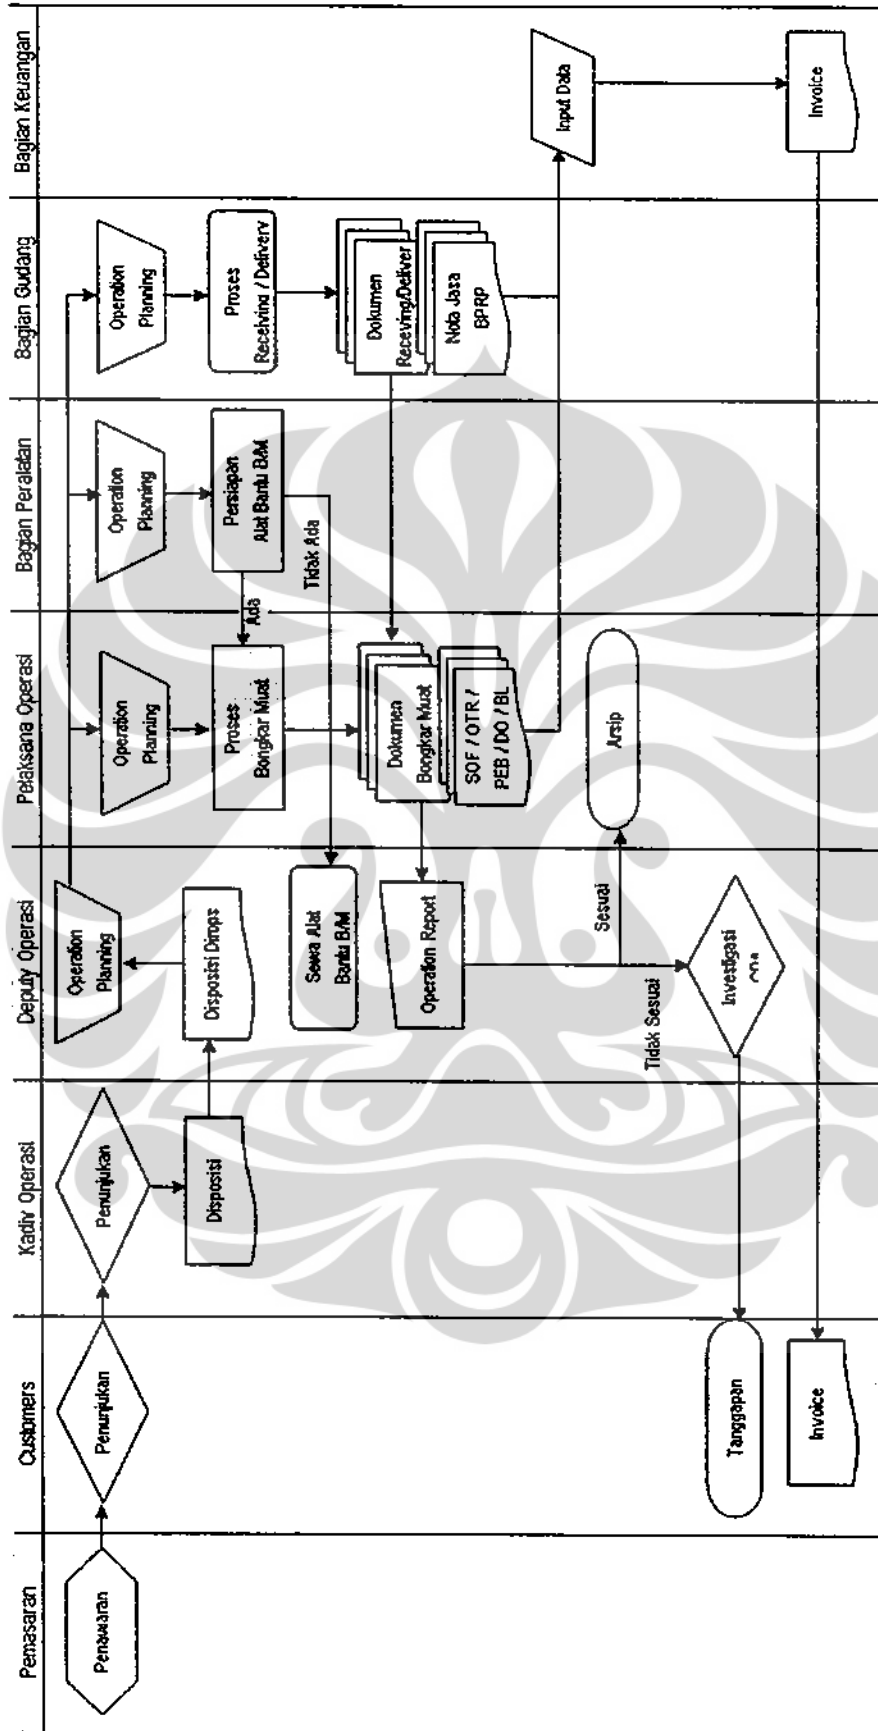 Pemasaran
Customers
Kadiv Operasi
Deputy Operasi
Pelaksana Operasi
Bagian Peralatan
Bagian Gudang
Bagian Keuangan
Penawaran
Penunjukan
Penunjukan
Disposisi
Disposisi Dirops
Operation
Planning
Operation
Planning
Operation
Planning
Operation
Planning
Proses
Bongkar Muat
Ada
Persiapan
Alat Bantu B/M
Proses
Receiving / Delivery
Tidak Ada
Sewa Alat
Bantu B/M
Dokumen
Bongkar Muat
SOF / OTR /
PEB / DO / BL
Dokumen
Receving/Deliver
Nota Jasa
BPRP
Operation Report
Input Data
Sesuai
Arsip
Tidak Sesuai
Investigasi
Tanggapan
Invoice
Invoice